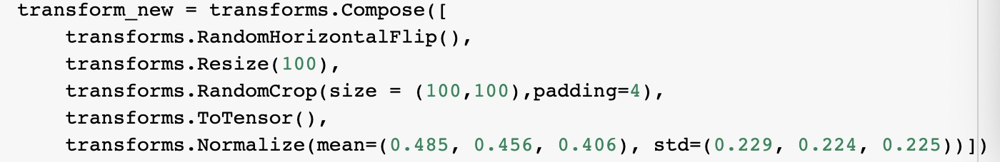 transform_new = transforms.Compose([
    transforms.RandomHorizontalFlip(),
    transforms.Resize(100),
    transforms.RandomCrop(size = (100,100),padding=4),
    transforms.ToTensor(),
    transforms.Normalize(mean=(0.485, 0.456, 0.406), std=(0.229, 0.224, 0.225))])